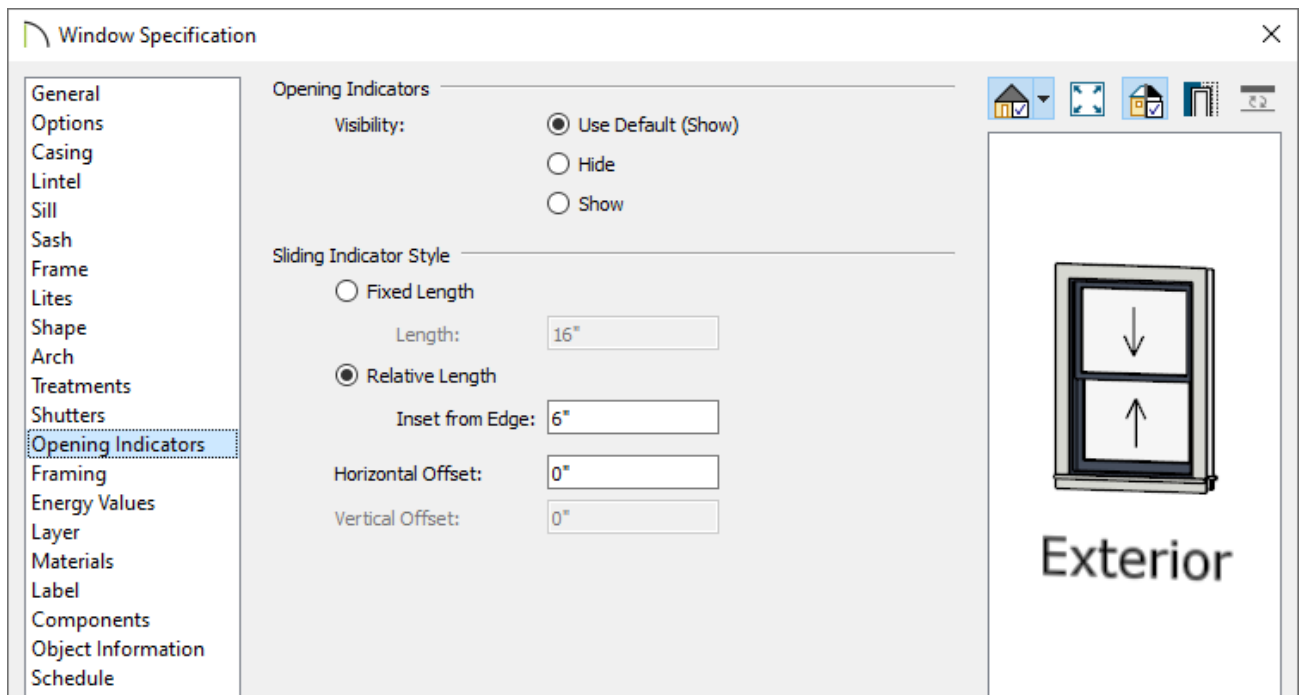 Window Specification
General
Options
Casing
Lintel
Sill
Sash
Frame
Lites
Shape
Arch
Treatments
Shutters
Opening Indicators
Framing
Energy Values
Layer
Materials
Label
Components
Object Information
Schedule
Opening Indicators
Visibility:
Use Default (Show)
Hide
Show
Sliding Indicator Style
Fixed Length
Length: 16"
Relative Length
Inset from Edge: 6"
Horizontal Offset: 0"
Vertical Offset: 0"
Exterior